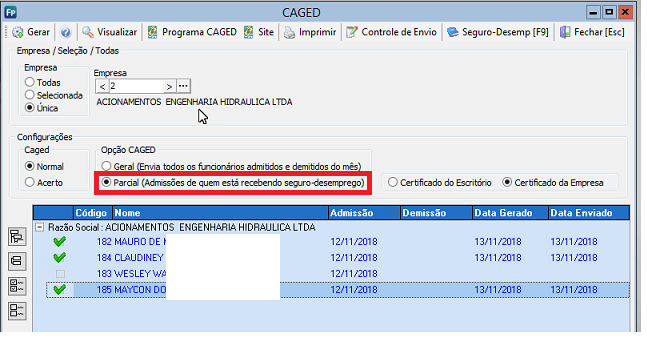 FP CAGED
Gerar Visualizar Programa CAGED Site Imprimir Controle de Envio Seguro-Desemp [F9] Fechar [Esc]
Empresa / Seleção / Todas
Empresa
Todas
Selecionada
Única
Empresa
< 2 > ...
ACIONAMENTOS ENGENHARIA HIDRAULICA LTDA
Configurações
Caged
Normal
Acerto
Opção CAGED
Geral (Envia todos os funcionários admitidos e demitidos do mês)
Parcial (Admissões de quem está recebendo seguro-desemprego)
Certificado do Escritório Certificado da Empresa
Código Nome Admissão Demissão Data Gerado Data Enviado
Razão Social : ACIONAMENTOS ENGENHARIA HIDRAULICA LTDA
182 MAURO DE 12/11/2018 13/11/2018 13/11/2018
184 CLAUDINEY 12/11/2018 13/11/2018 13/11/2018
183 WESLEY WA 12/11/2018
185 MAYCON DO 12/11/2018 13/11/2018 13/11/2018